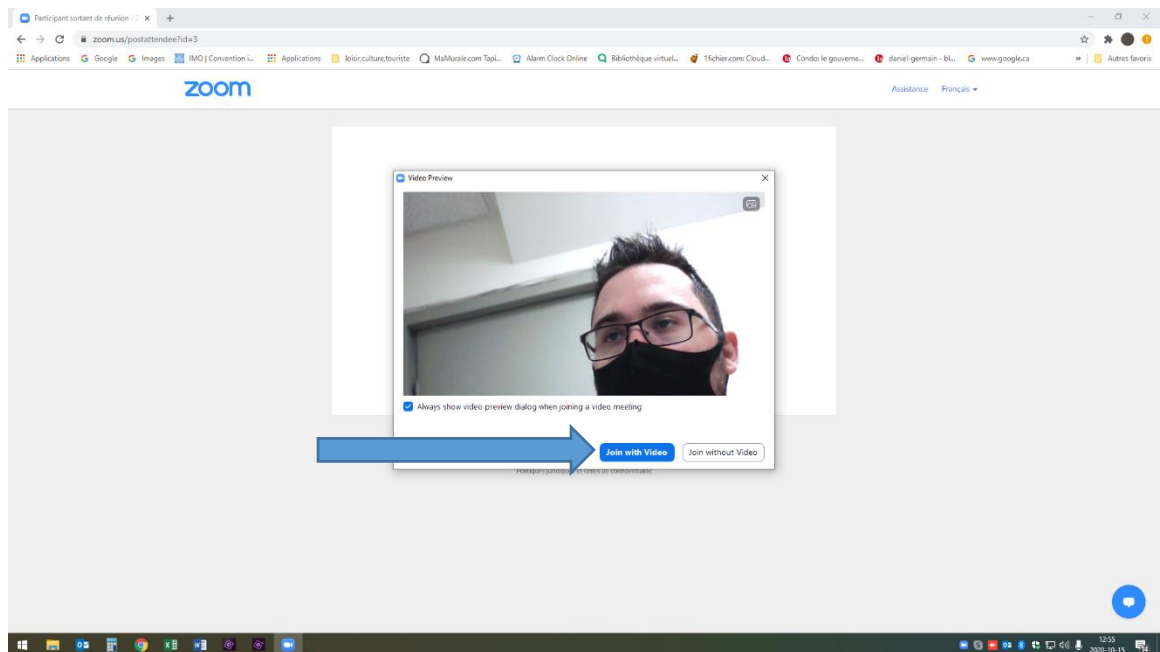 Participant sortant de réunion - Z
zoom.us/postattendee?id=3
Applications Google Images IMO | Convention i... Applications loisir,culture,touriste MaMurale.com Tapi... Alarm Clock Online Bibliothèque virtuel... 1fichier.com: Cloud... Condo: le gouverne... daniel-germain - bl... www.google.ca » Autres favoris
zoom Assistance Français
Video Preview
Always show video preview dialog when joining a video meeting
Join with Video Join without Video
12:55
2020-10-15